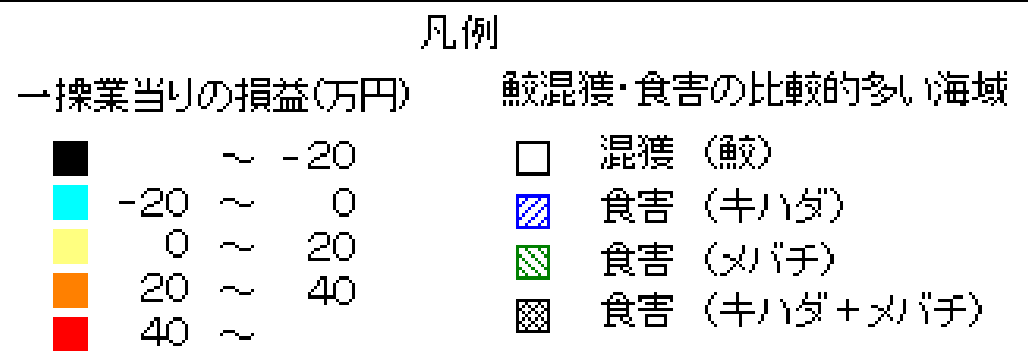 凡例
一操業当りの損益(万円)
～ -20
-20 ～ 0
0 ～ 20
20 ～ 40
40 ～
鮫混獲・食害の比較的多い海域
混獲 (鮫)
食害 (キハダ)
食害 (メバチ)
食害 (キハダ+メバチ)